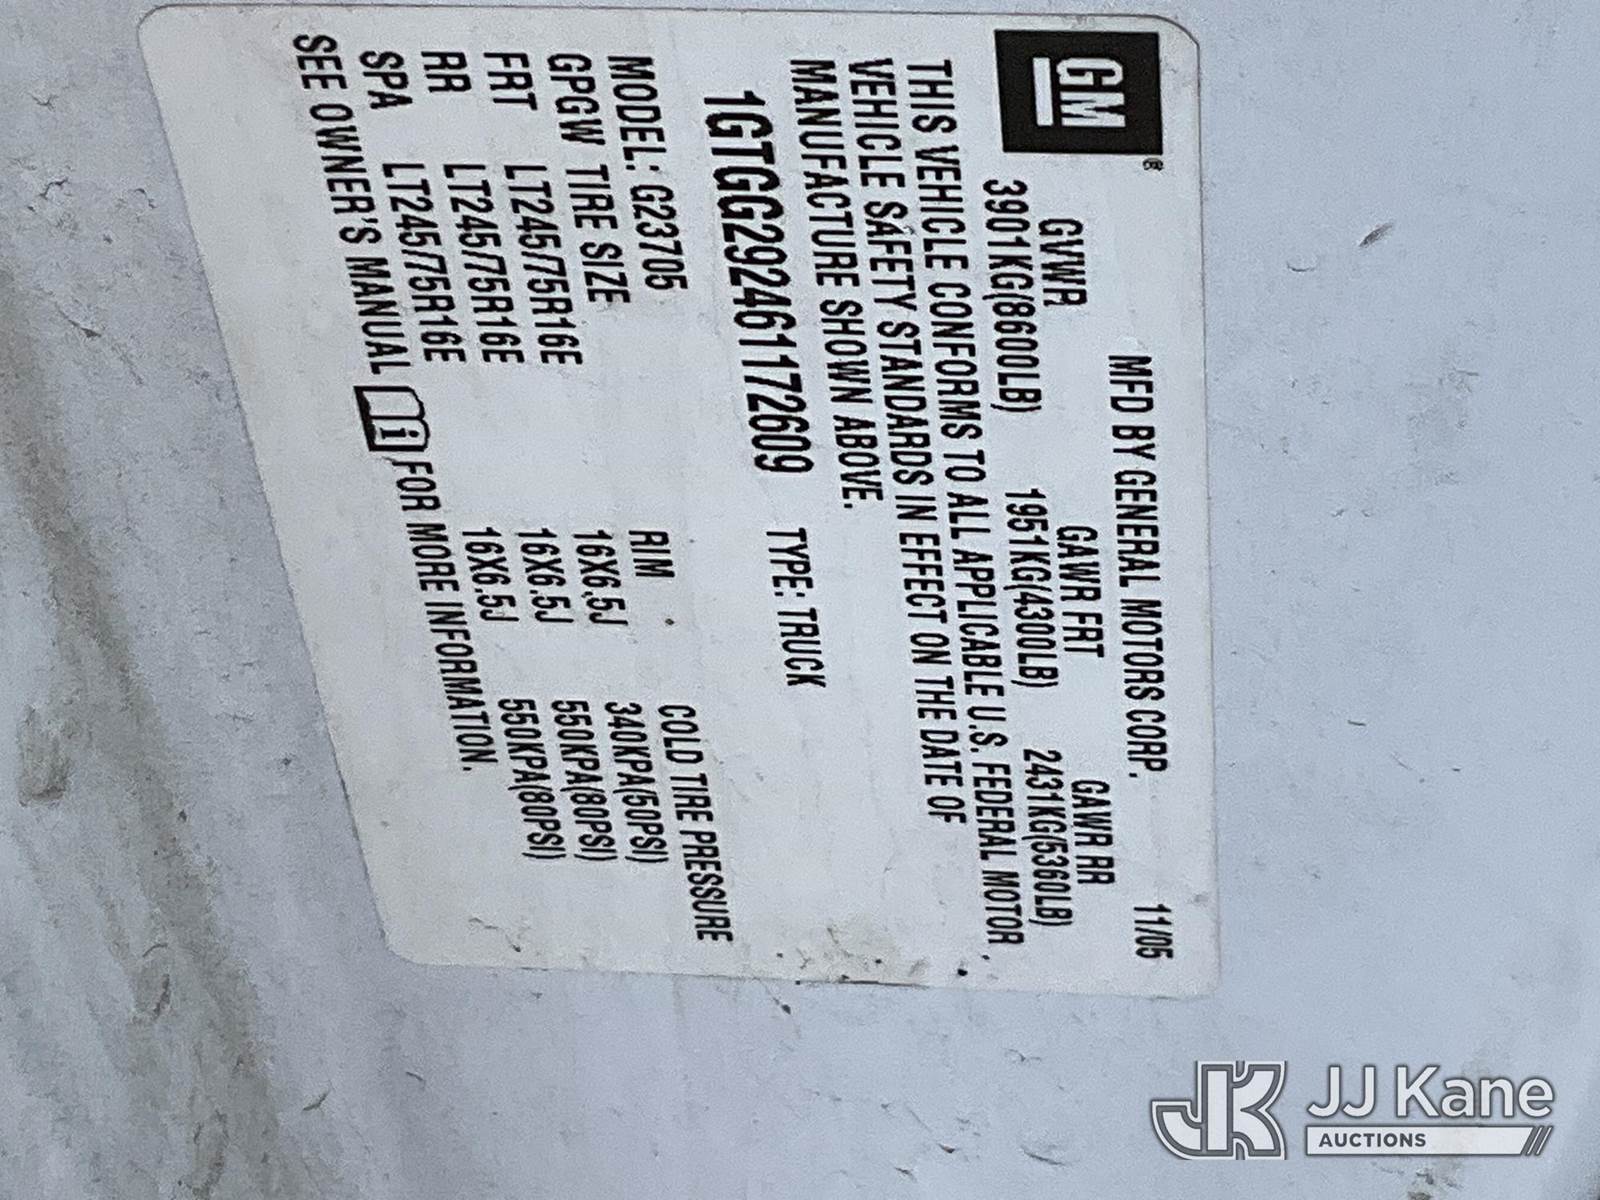 MFD BY GENERAL MOTORS CORP. 11/05
GM
®
GVWR GAWR FRT GAWR RR
3901KG(8600LB) 1951KG(4300LB) 2431KG(5360LB)
THIS VEHICLE CONFORMS TO ALL APPLICABLE U.S. FEDERAL MOTOR
VEHICLE SAFETY STANDARDS IN EFFECT ON THE DATE OF
MANUFACTURE SHOWN ABOVE.
1GTGG292461172609 TYPE: TRUCK
MODEL: G23705
GPGW TIRE SIZE RIM COLD TIRE PRESSURE
FRT LT245/75R16E 16X6.5J 340KPA(50PSI)
RR LT245/75R16E 16X6.5J 550KPA(80PSI)
SPA LT245/75R16E 16X6.5J 550KPA(80PSI)
SEE OWNER'S MANUAL i FOR MORE INFORMATION.
JK JJ Kane
AUCTIONS